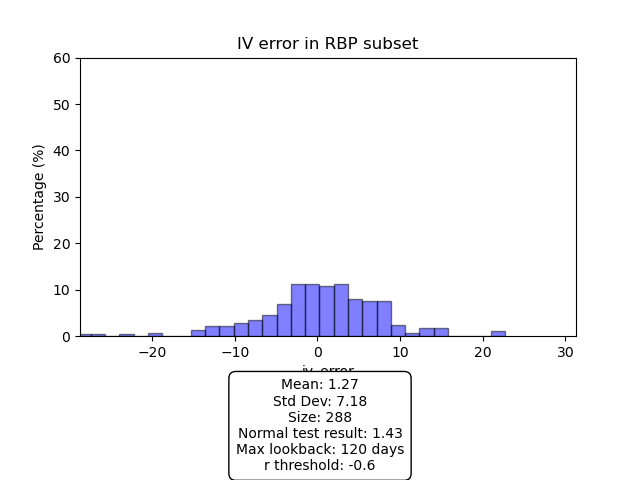 IV error in RBP subset
60
50
40
30
20
10
0
Percentage (%)
−20 −10 0 10 20 30
iv_error
Mean: 1.27
Std Dev: 7.18
Size: 288
Normal test result: 1.43
Max lookback: 120 days
r threshold: -0.6